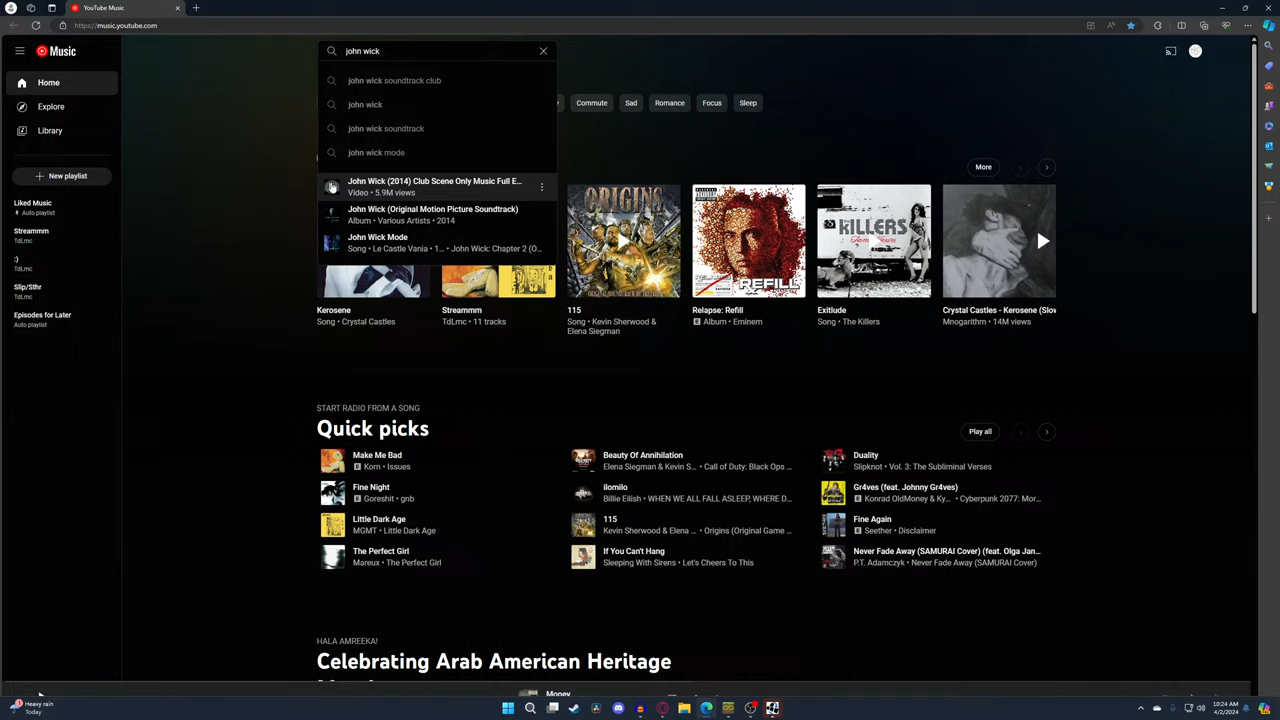 YouTube Music
https://music.youtube.com
Music
john wick
Home
Explore
Library
New playlist
Liked Music
Auto playlist
Streammm
TdLmc
:)
TdLmc
Slip/Sthr
TdLmc
Episodes for Later
Auto playlist
john wick soundtrack club
john wick
john wick soundtrack
john wick mode
John Wick (2014) Club Scene Only Music Full E...
Video • 5.9M views
John Wick (Original Motion Picture Soundtrack)
Album • Various Artists • 2014
John Wick Mode
Song • Le Castle Vania • 1... • John Wick: Chapter 2 (O...
Commute
Sad
Romance
Focus
Sleep
More
ORIGINS
REFILL
KILLERS
Kerosene
Song • Crystal Castles
Streammm
TdLmc • 11 tracks
115
Song • Kevin Sherwood &
Elena Siegman
Relapse: Refill
E Album • Eminem
Exitlude
Song • The Killers
Crystal Castles - Kerosene (Slow
Mnogarithm • 14M views
START RADIO FROM A SONG
Quick picks
Play all
Make Me Bad
E Korn • Issues
Beauty Of Annihilation
Elena Siegman & Kevin S... • Call of Duty: Black Ops ...
Duality
Slipknot • Vol. 3: The Subliminal Verses
Fine Night
E Goreshit • gnb
ilomilo
Billie Eilish • WHEN WE ALL FALL ASLEEP, WHERE D...
Gr4ves (feat. Johnny Gr4ves)
E Konrad OldMoney & Ky... • Cyberpunk 2077: Mor...
Little Dark Age
MGMT • Little Dark Age
115
Kevin Sherwood & Elena ... • Origins (Original Game ...
Fine Again
Seether • Disclaimer
The Perfect Girl
Mareux • The Perfect Girl
If You Can't Hang
Sleeping With Sirens • Let's Cheers To This
Never Fade Away (SAMURAI Cover) (feat. Olga Jan...
P.T. Adamczyk • Never Fade Away (SAMURAI Cover)
HALA AMREEKA!
Celebrating Arab American Heritage
Money
Heavy rain
Today
10:24 AM
4/2/2024